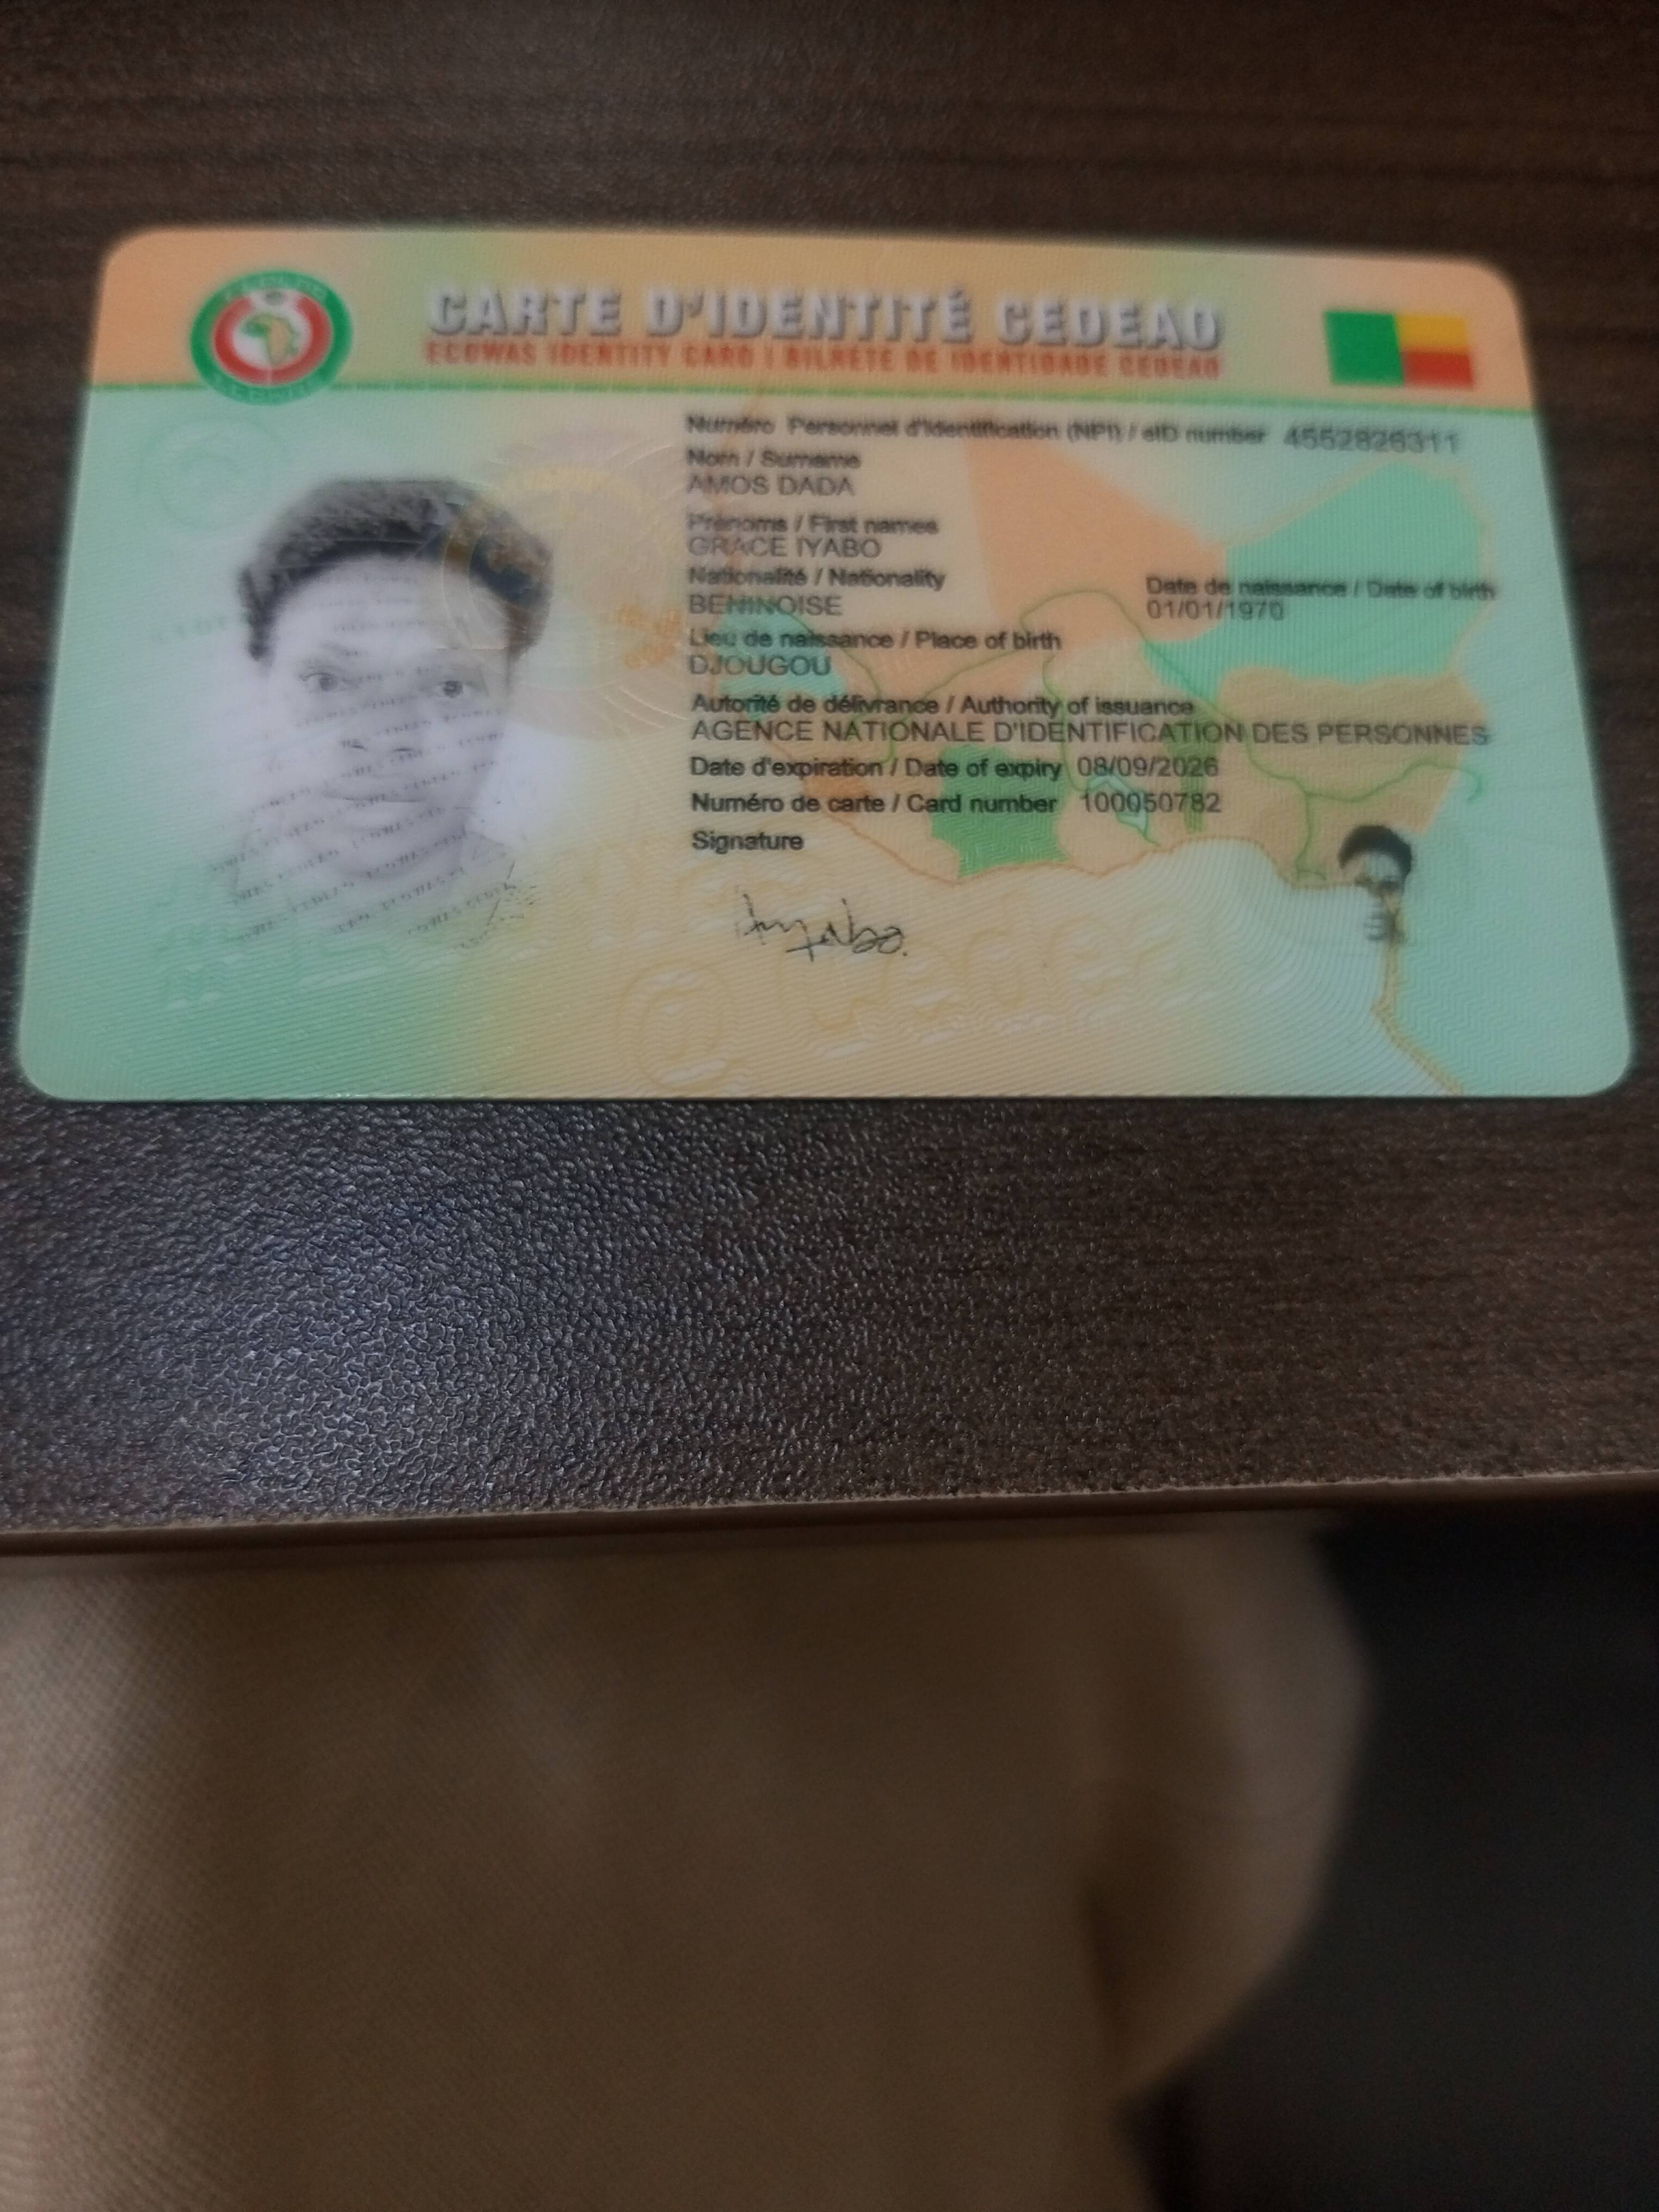 CARTE D'IDENTITÉ CEDEAO
ECOWAS IDENTITY CARD | BILHETE DE IDENTIDADE CEDEAO
Numéro Personnel d'Identification (NPI) / eID number 4552826311
Nom / Surname
AMOS DADA
Prénoms / First names
GRACE IYABO
Nationalité / Nationality
BENINOISE
Date de naissance / Date of birth
01/01/1970
Lieu de naissance / Place of birth
DJOUGOU
Autorité de délivrance / Authority of issuance
AGENCE NATIONALE D'IDENTIFICATION DES PERSONNES
Date d'expiration / Date of expiry 08/09/2026
Numéro de carte / Card number 100050782
Signature
Iyabo.